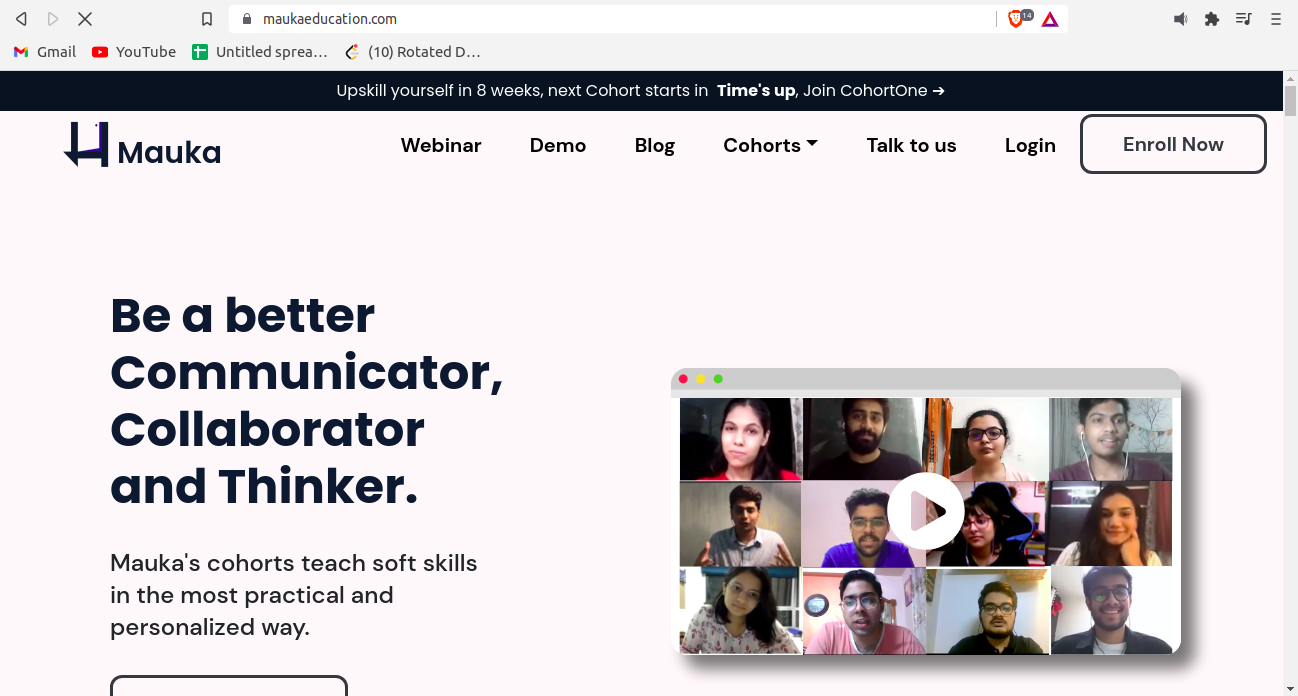 maukaeducation.com
14
Gmail
YouTube
Untitled sprea...
(10) Rotated D...
Upskill yourself in 8 weeks, next Cohort starts in Time's up, Join CohortOne ➔
Mauka
Webinar
Demo
Blog
Cohorts
Talk to us
Login
Enroll Now
Be a better
Communicator,
Collaborator
and Thinker.
Mauka's cohorts teach soft skills
in the most practical and
personalized way.